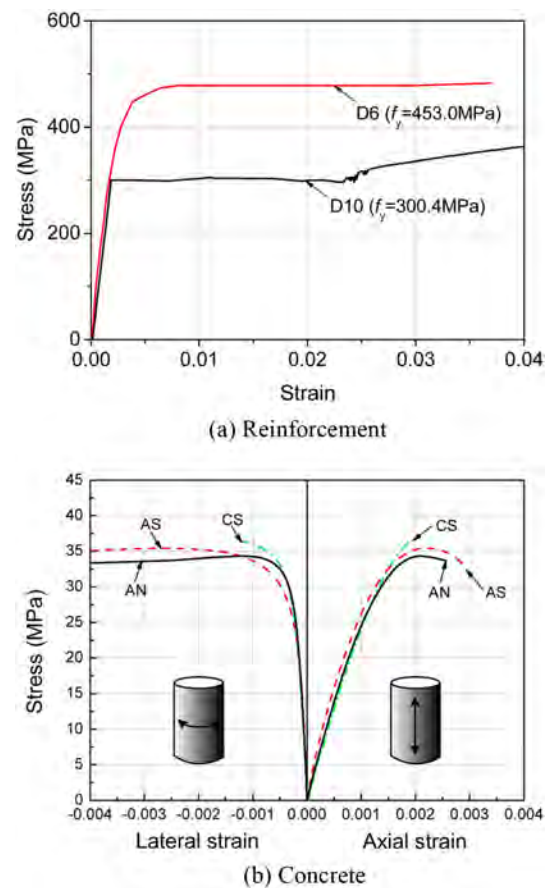 600
400
200
0
Stress (MPa)
D6 (fy=453.0MPa)
D10 (fy=300.4MPa)
0.00 0.01 0.02 0.03 0.04
Strain
(a) Reinforcement
45
40
35
30
25
20
15
10
5
0
Stress (MPa)
AS
CS
AN
CS
AN
AS
-0.004 -0.003 -0.002 -0.001 0.000 0.001 0.002 0.003 0.004
Lateral strain Axial strain
(b) Concrete